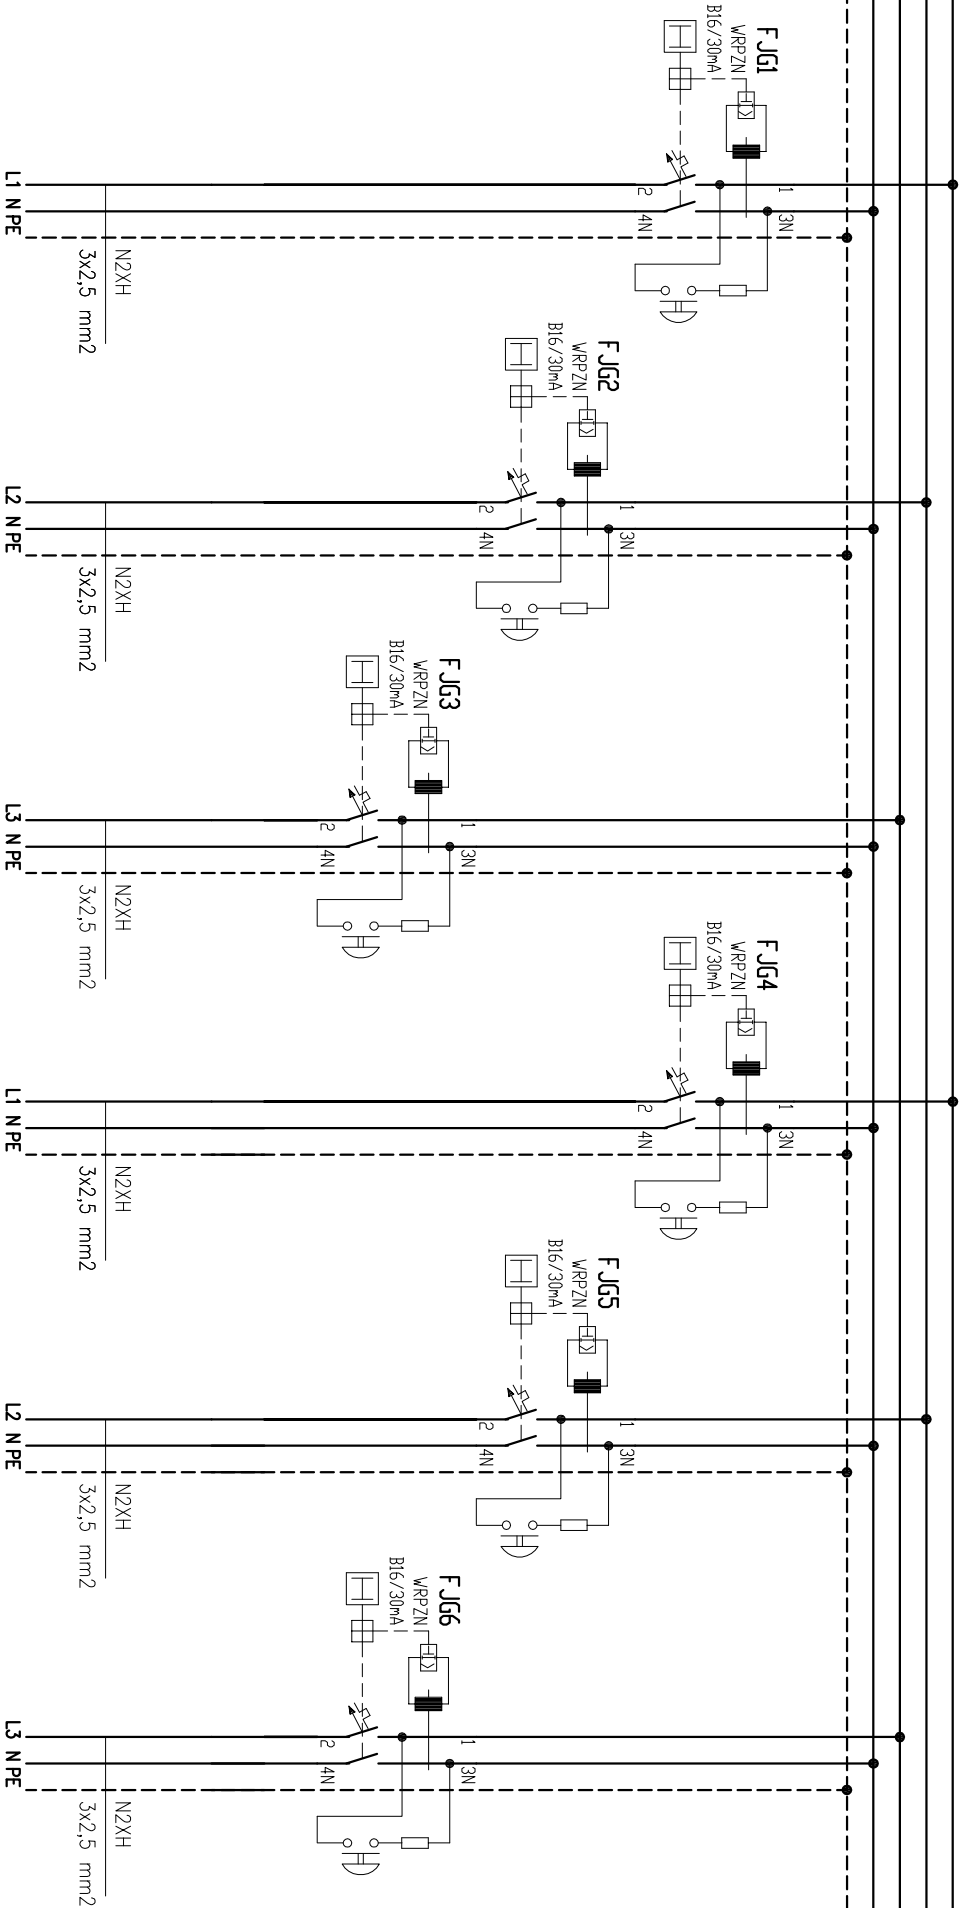 FJG1
WRPZN
B16/30mA
1
3N
2
4N
L1 N PE
N2XH
3x2,5 mm2
FJG2
WRPZN
B16/30mA
1
3N
2
4N
L2 N PE
N2XH
3x2,5 mm2
FJG3
WRPZN
B16/30mA
1
3N
2
4N
L3 N PE
N2XH
3x2,5 mm2
FJG4
WRPZN
B16/30mA
1
3N
2
4N
L1 N PE
N2XH
3x2,5 mm2
FJG5
WRPZN
B16/30mA
1
3N
2
4N
L2 N PE
N2XH
3x2,5 mm2
FJG6
WRPZN
B16/30mA
1
3N
2
4N
L3 N PE
N2XH
3x2,5 mm2